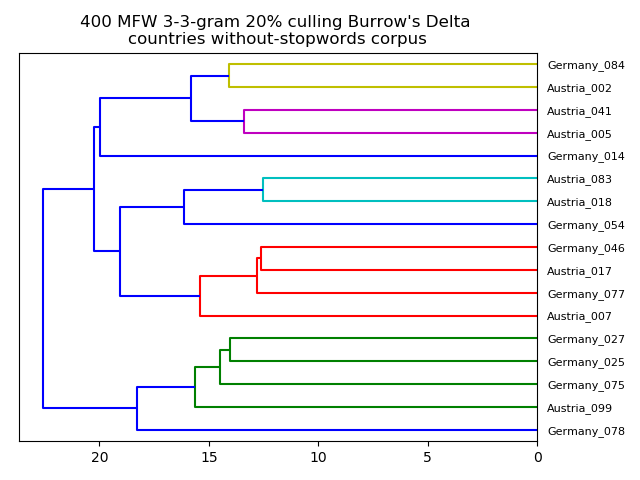 400 MFW 3-3-gram 20% culling Burrow's Delta
countries without-stopwords corpus
Germany_084
Austria_002
Austria_041
Austria_005
Germany_014
Austria_083
Austria_018
Germany_054
Germany_046
Austria_017
Germany_077
Austria_007
Germany_027
Germany_025
Germany_075
Austria_099
Germany_078
20 15 10 5 0